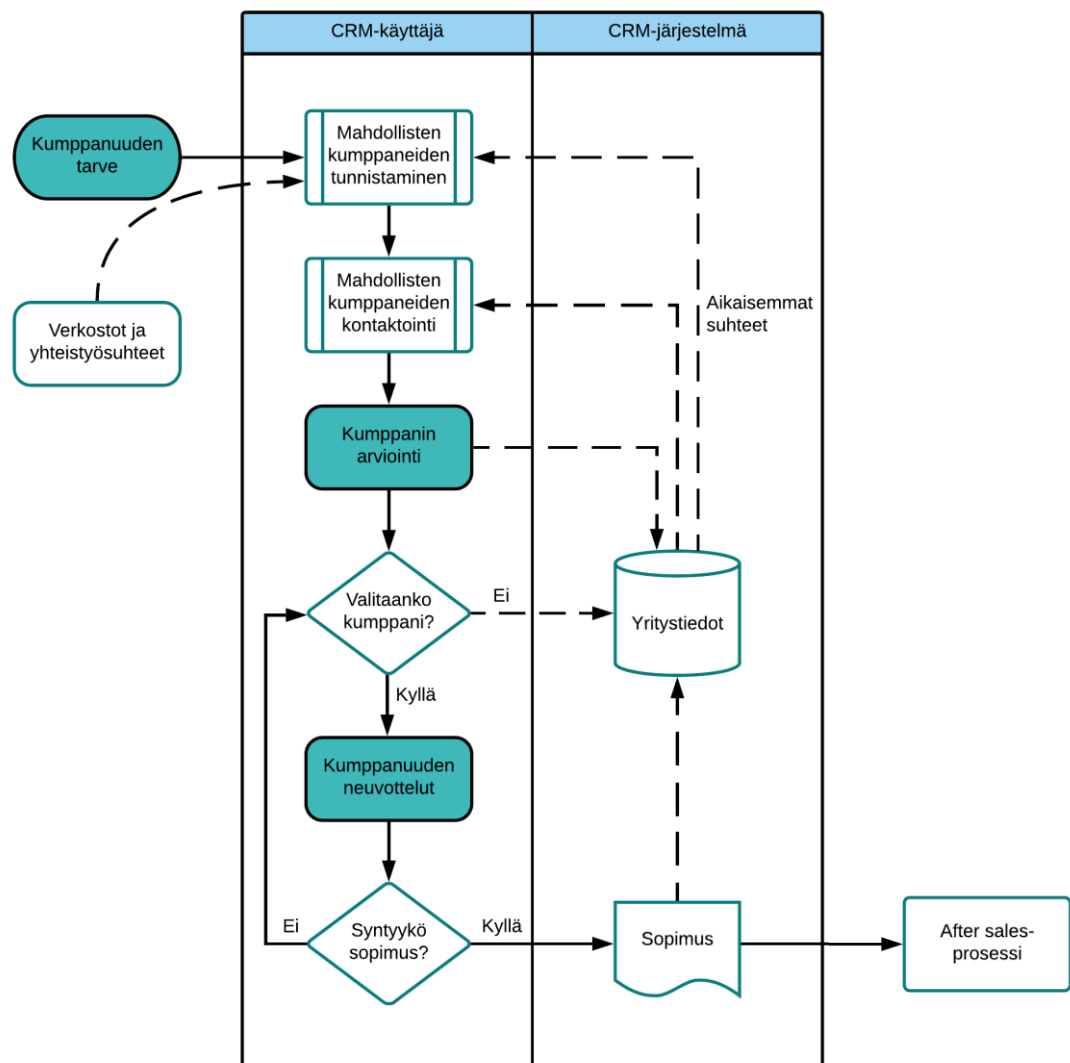 CRM-käyttäjä
CRM-järjestelmä
Kumppanuuden
tarve
Mahdollisten
kumppaneiden
tunnistaminen
Verkostot ja
yhteistyösuhteet
Mahdollisten
kumppaneiden
kontaktointi
Aikaisemmat
suhteet
Kumppanin
arviointi
Valitaanko
kumppani?
Ei
Yritystiedot
Kyllä
Kumppanuuden
neuvottelut
Ei
Syntyykö
sopimus?
Kyllä
Sopimus
After sales-
prosessi